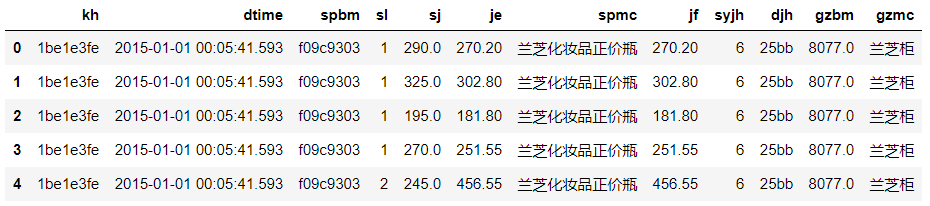 kh dtime spbm sl sj je spmc jf syjh djh gzbm gzmc
0 1be1e3fe 2015-01-01 00:05:41.593 f09c9303 1 290.0 270.20 兰芝化妆品正价瓶 270.20 6 25bb 8077.0 兰芝柜
1 1be1e3fe 2015-01-01 00:05:41.593 f09c9303 1 325.0 302.80 兰芝化妆品正价瓶 302.80 6 25bb 8077.0 兰芝柜
2 1be1e3fe 2015-01-01 00:05:41.593 f09c9303 1 195.0 181.80 兰芝化妆品正价瓶 181.80 6 25bb 8077.0 兰芝柜
3 1be1e3fe 2015-01-01 00:05:41.593 f09c9303 1 270.0 251.55 兰芝化妆品正价瓶 251.55 6 25bb 8077.0 兰芝柜
4 1be1e3fe 2015-01-01 00:05:41.593 f09c9303 2 245.0 456.55 兰芝化妆品正价瓶 456.55 6 25bb 8077.0 兰芝柜